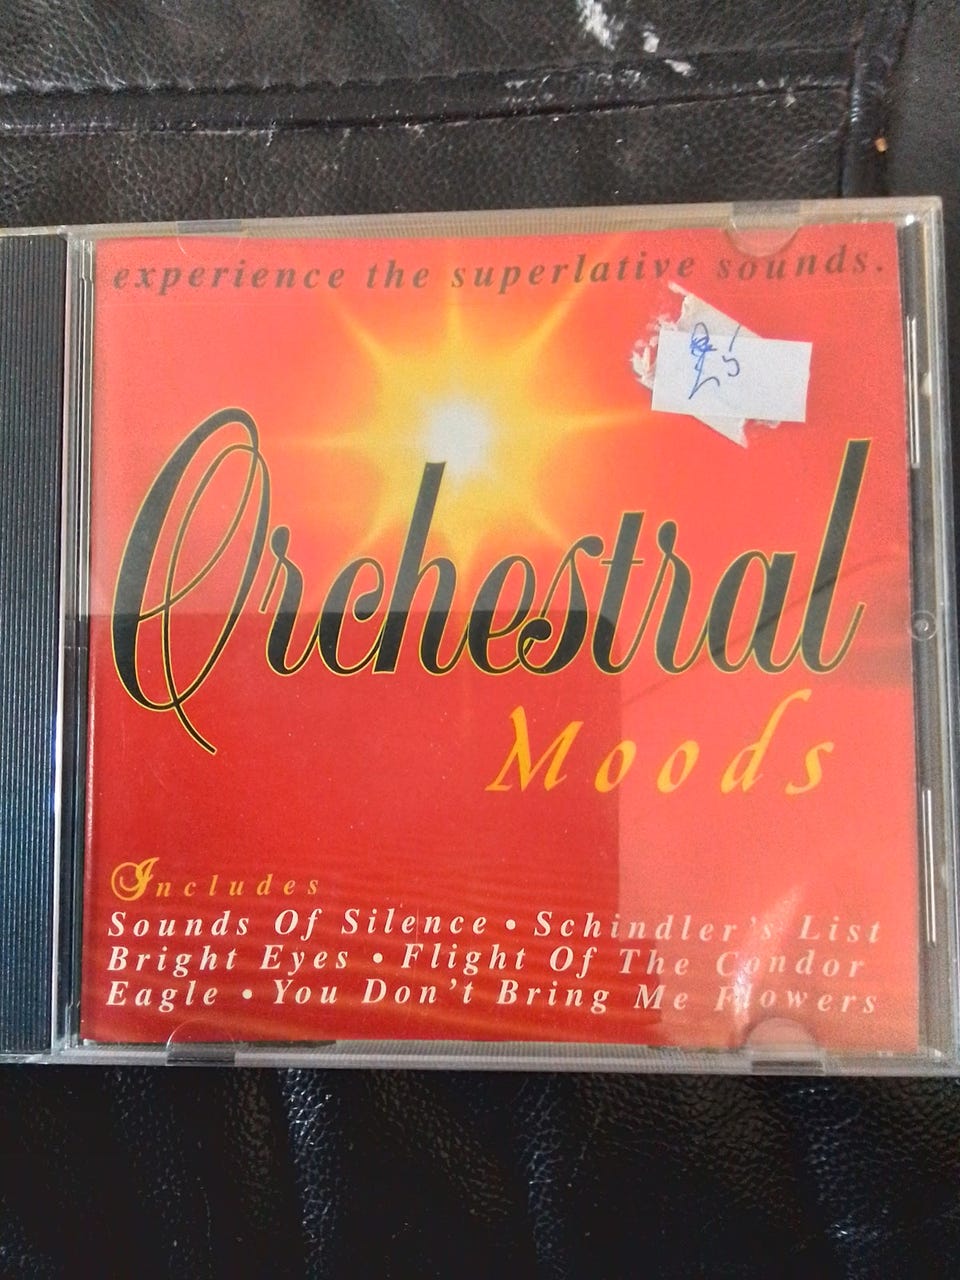 experience the superlative sounds.
Orchestral
Moods
Includes
Sounds Of Silence • Schindler's List
Bright Eyes • Flight Of The Condor
Eagle • You Don't Bring Me Flowers